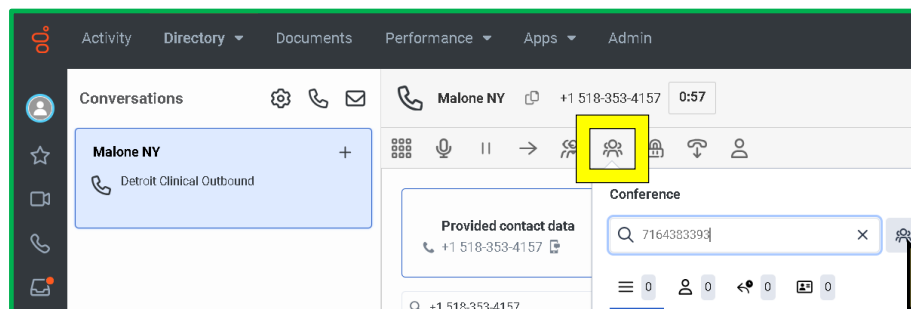 Activity Directory Documents Performance Apps Admin
Conversations
Malone NY
Detroit Clinical Outbound
Malone NY +1 518-353-4157 0:57
Conference
7164383393
0 0 0 0
Provided contact data
+1 518-353-4157
+1 518-353-4157